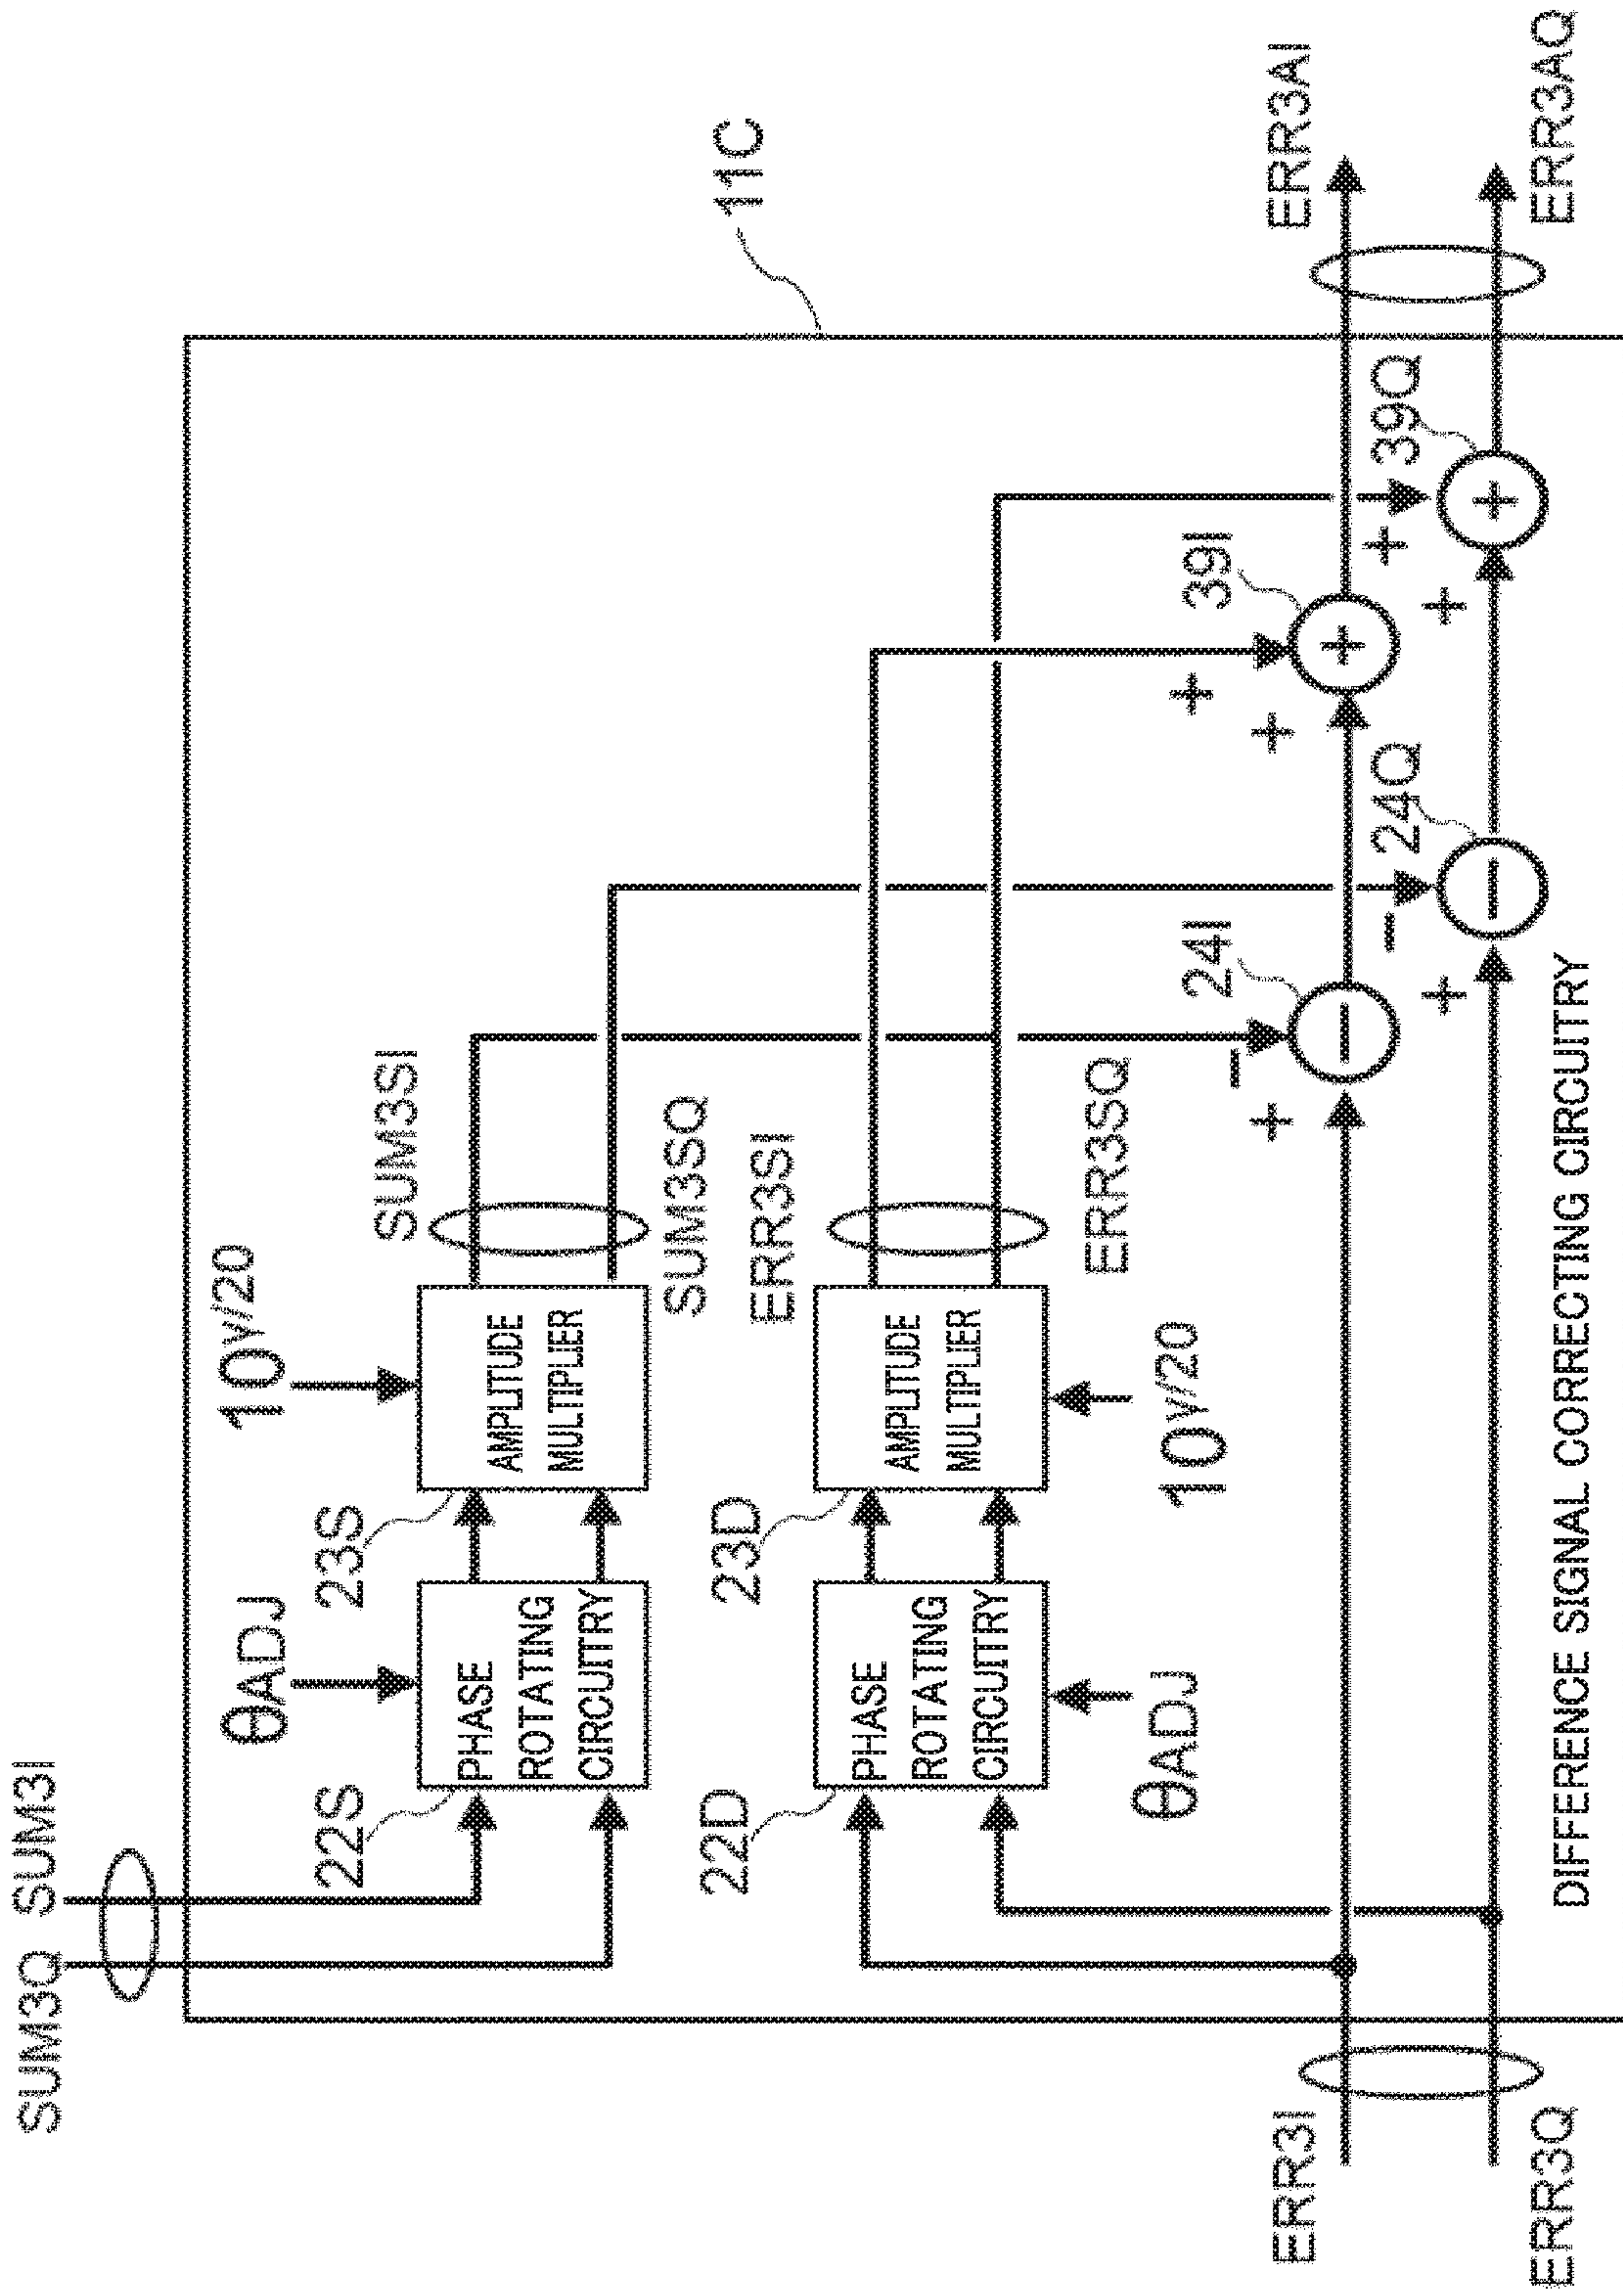 SUM3Q SUM3I
11C
θADJ
10γ/20
22S
PHASE
ROTATING
CIRCUITRY
23S
AMPLITUDE
MULTIPLIER
SUM3SI
SUM3SQ
22D
PHASE
ROTATING
CIRCUITRY
23D
AMPLITUDE
MULTIPLIER
ERR3SI
ERR3SQ
θADJ
10γ/20
ERR3I
+
−
24I
−
+
+
39I
+
ERR3AI
ERR3Q
+
−
24Q
−
+
+
39Q
+
ERR3AQ
DIFFERENCE SIGNAL CORRECTING CIRCUITRY